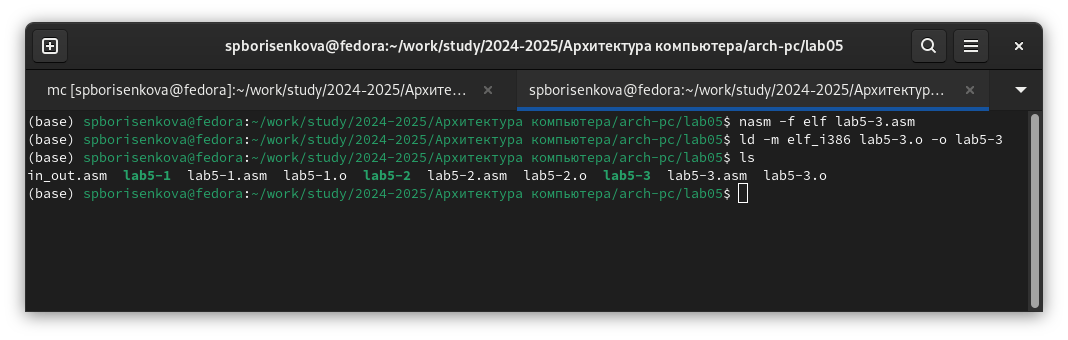 spborisenkova@fedora:~/work/study/2024-2025/Архитектура компьютера/arch-pc/lab05
mc [spborisenkova@fedora]:~/work/study/2024-2025/Архите… spborisenkova@fedora:~/work/study/2024-2025/Архитектур…
(base) spborisenkova@fedora:~/work/study/2024-2025/Архитектура компьютера/arch-pc/lab05$ nasm -f elf lab5-3.asm
(base) spborisenkova@fedora:~/work/study/2024-2025/Архитектура компьютера/arch-pc/lab05$ ld -m elf_i386 lab5-3.o -o lab5-3
(base) spborisenkova@fedora:~/work/study/2024-2025/Архитектура компьютера/arch-pc/lab05$ ls
in_out.asm lab5-1 lab5-1.asm lab5-1.o lab5-2 lab5-2.asm lab5-2.o lab5-3 lab5-3.asm lab5-3.o
(base) spborisenkova@fedora:~/work/study/2024-2025/Архитектура компьютера/arch-pc/lab05$